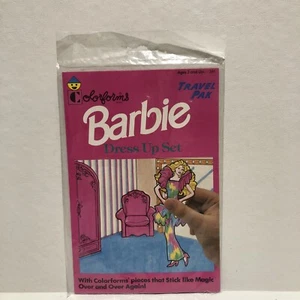 Colorforms
TRAVEL
PAK
Barbie
Dress Up Set
With Colorforms' pieces that Stick Like Magic
Over and Over Again!